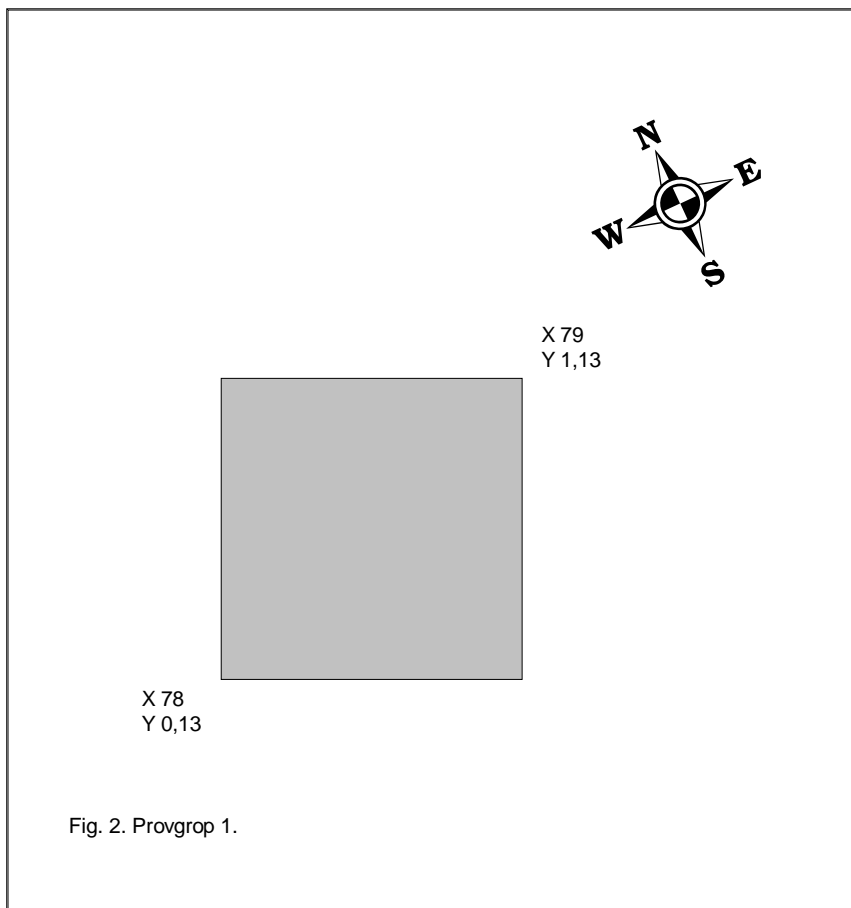 N
E
W
S
X 79
Y 1,13
X 78
Y 0,13
Fig. 2. Provgrop 1.